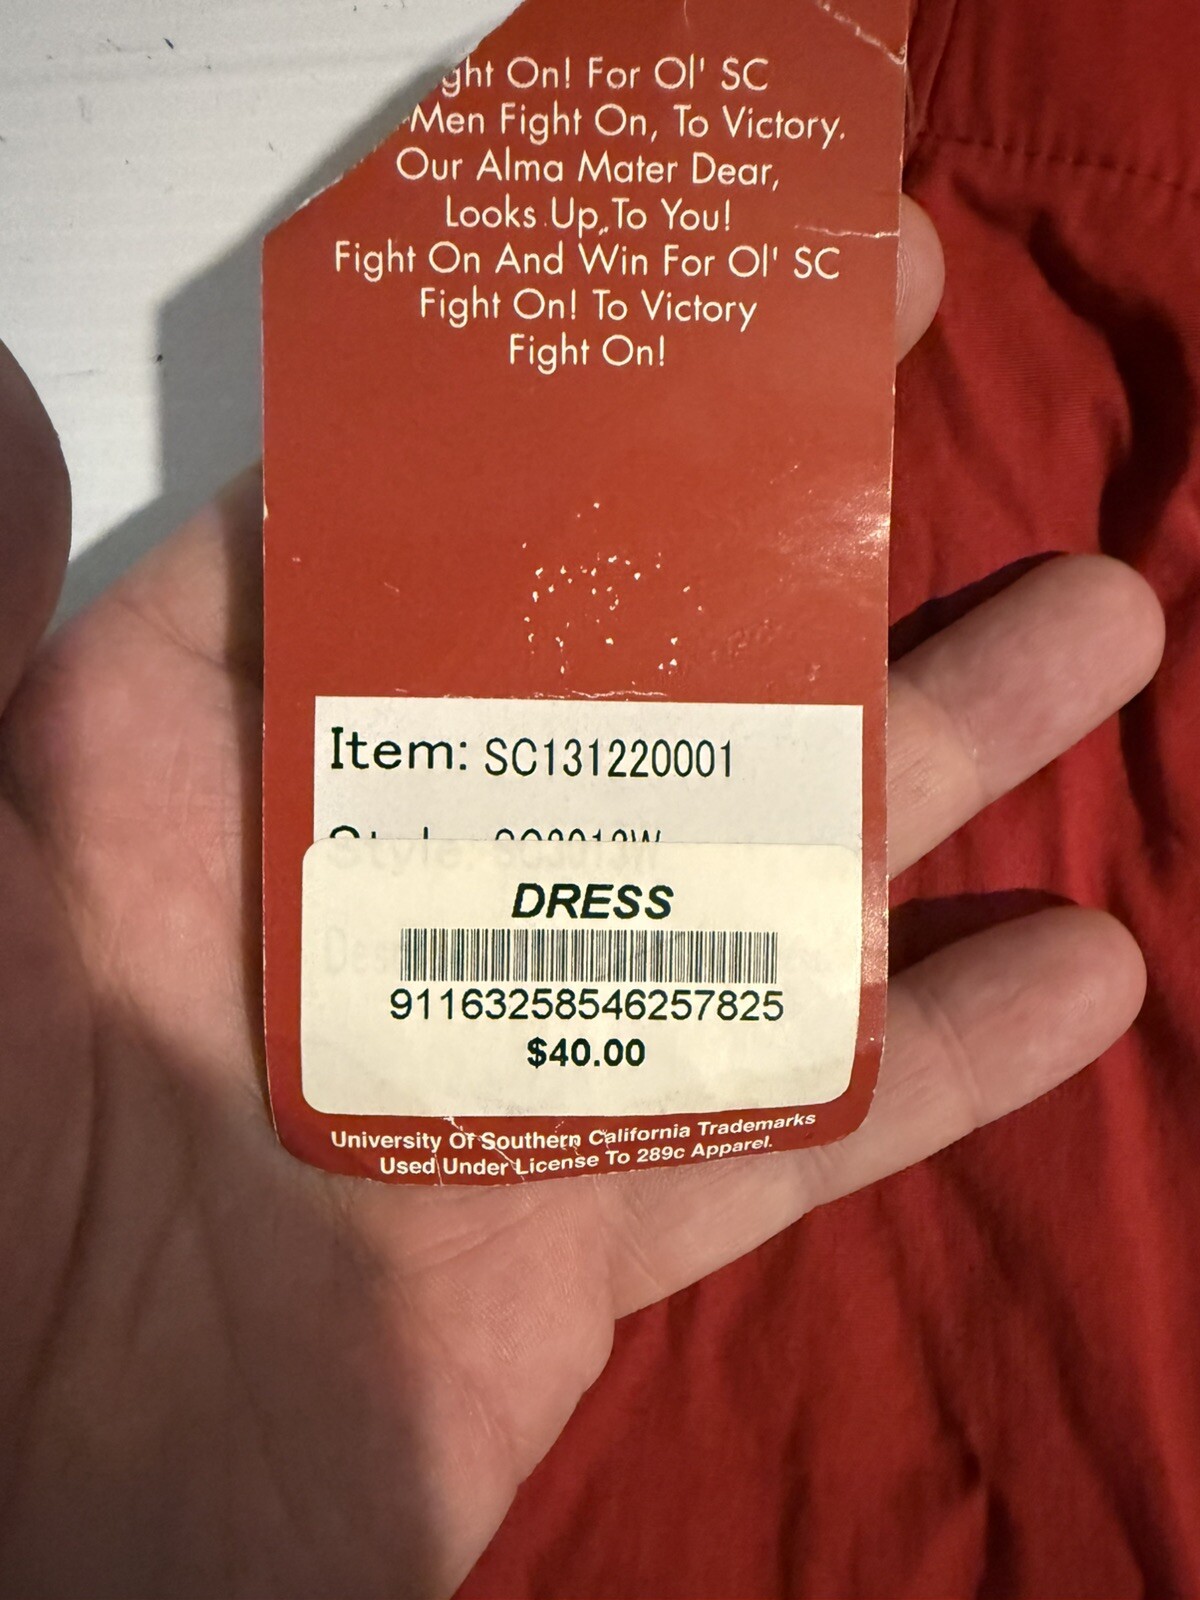 On! For Ol' SC
Men Fight On, To Victory.
Our Alma Mater Dear,
Looks Up, To You!
Fight On And Win For Ol' SC
Fight On! To Victory
Fight On!
Item: SC131220001
Style: SC3013W
DRESS
91163258546257825
$40.00
University Of Southern California Trademarks
Used Under License To 289c Apparel.